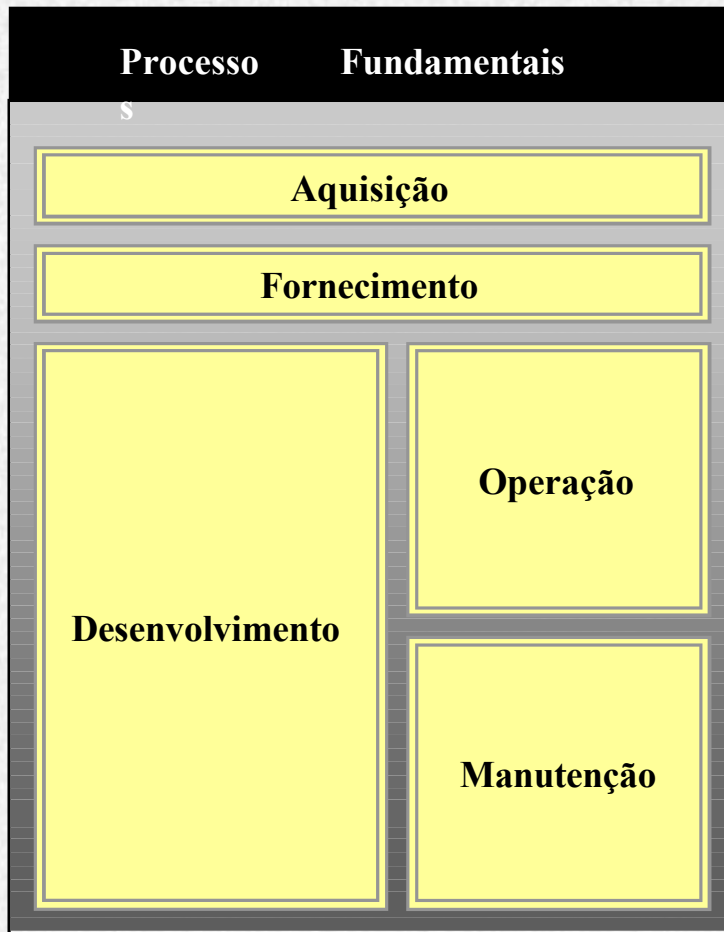 Processo Fundamentais
s
Aquisição
Fornecimento
Desenvolvimento
Operação
Manutenção